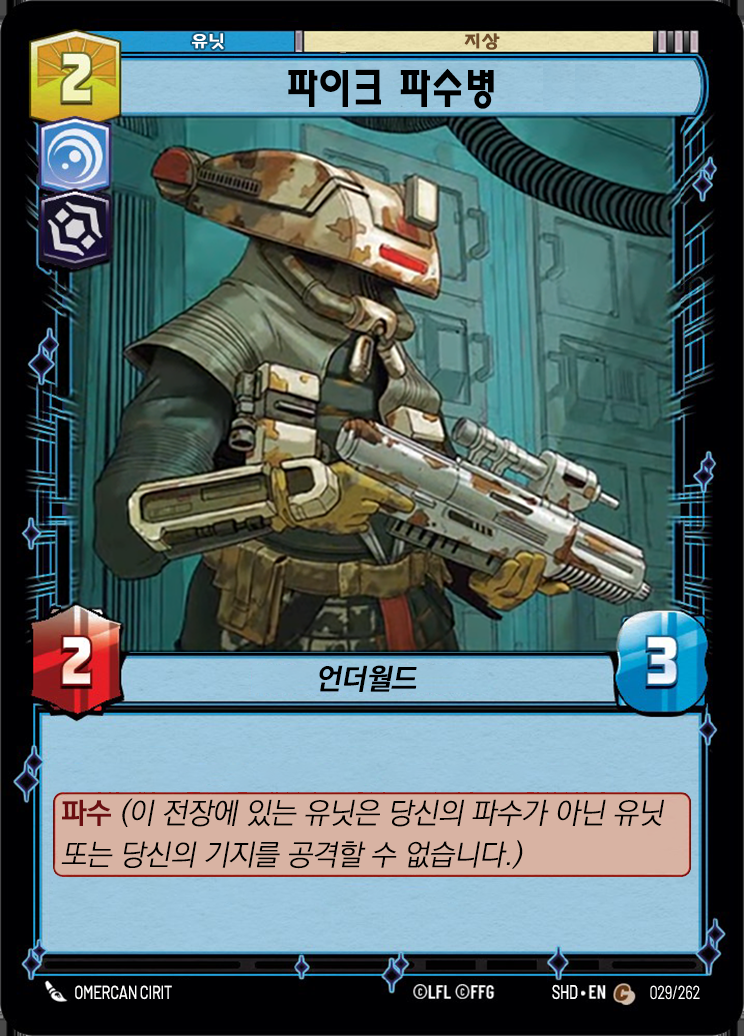 유닛
지상
2
파이크 파수병
2
언더월드
3
파수 (이 전장에 있는 유닛은 당신의 파수가 아닌 유닛
또는 당신의 기지를 공격할 수 없습니다.)
OMERCAN CIRIT
©LFL ©FFG
SHD•EN
C
029/262